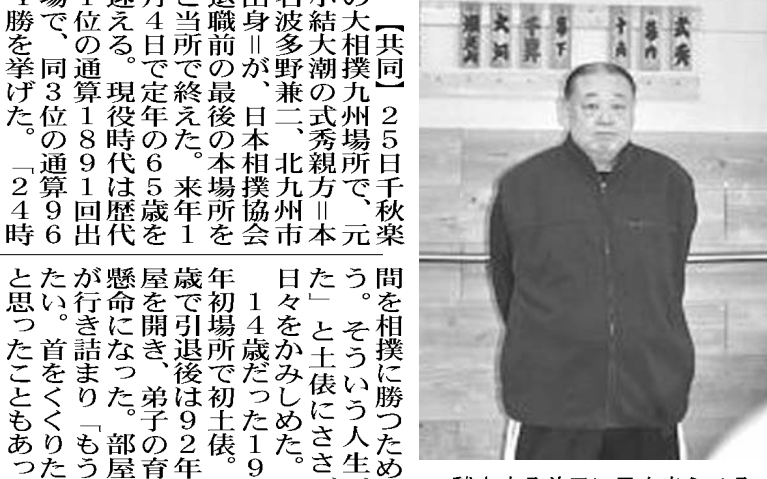 【共同】２５日千秋楽
の大相撲九州場所で、元
小結大潮の式秀親方＝本
名波多野兼二、北九州市
出身＝が、日本相撲協会
退職前の最後の本場所を
ご当所で終えた。来年１
月４日で定年の６５歳を
迎える。現役時代は歴代
１位の通算１８９１回出
場で、同３位の通算９６
４勝を挙げた。「２４時
間を相撲に勝つため
う。そういう人生
た」と土俵にささ
日々をかみしめた。
１４歳だった１９
年初場所で初土俵。
歳で引退後は９２年
屋を開き、弟子の育
懸命になった。部屋
が行き詰まり「もう
たい。首をくくりた
と思ったこともあっ
幕内
十両
幕下